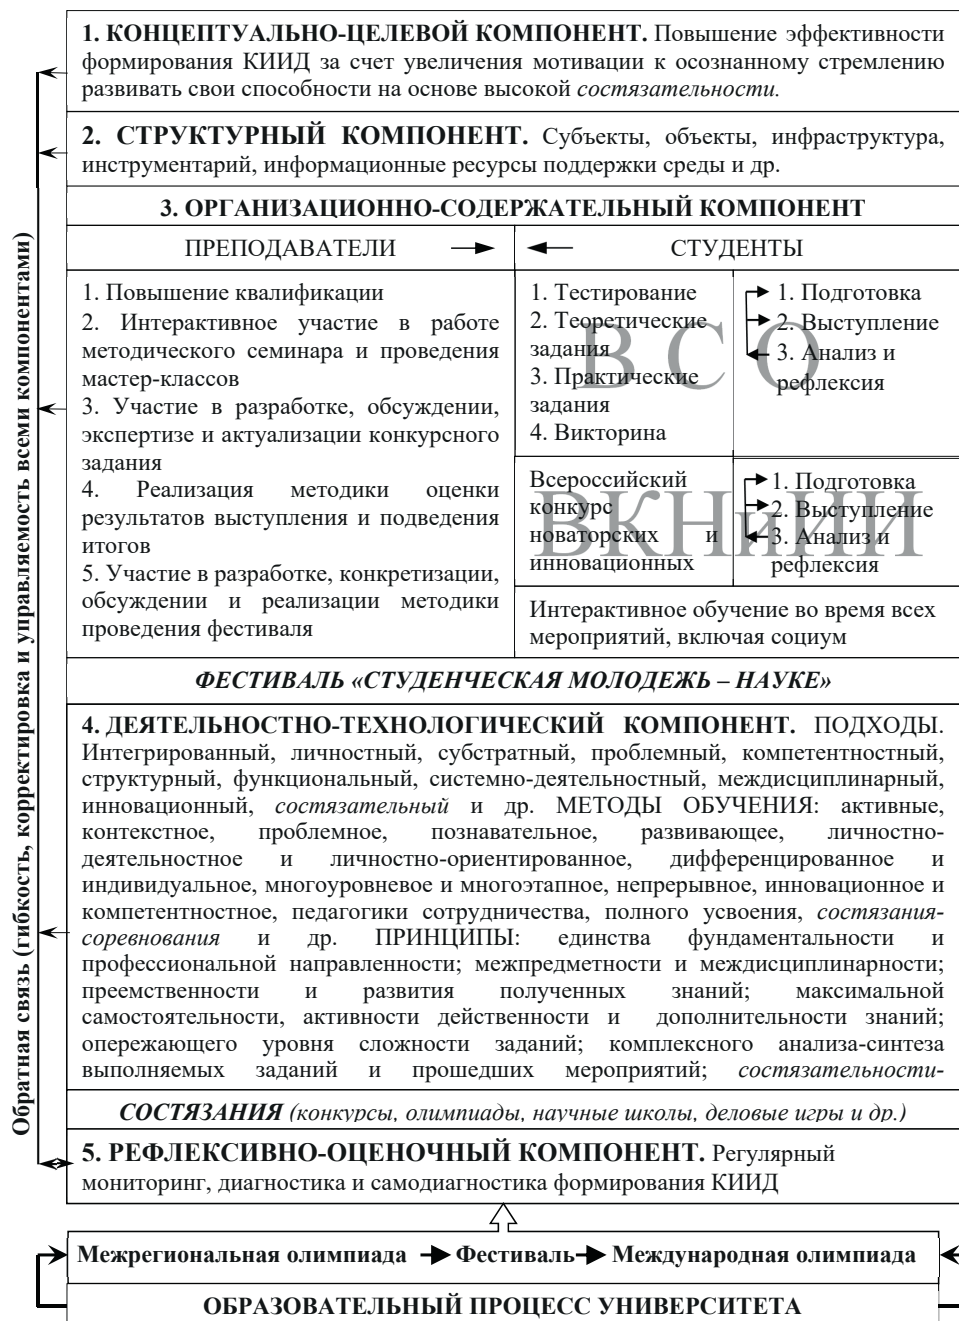 1. КОНЦЕПТУАЛЬНО-ЦЕЛЕВОЙ КОМПОНЕНТ. Повышение эффективности
формирования КИИД за счет увеличения мотивации к осознанному стремлению
развивать свои способности на основе высокой состязательности.
2. СТРУКТУРНЫЙ КОМПОНЕНТ. Субъекты, объекты, инфраструктура,
инструментарий, информационные ресурсы поддержки среды и др.
3. ОРГАНИЗАЦИОННО-СОДЕРЖАТЕЛЬНЫЙ КОМПОНЕНТ
ПРЕПОДАВАТЕЛИ
СТУДЕНТЫ
1. Повышение квалификации
2. Интерактивное участие в работе
методического семинара и проведения
мастер-классов
3. Участие в разработке, обсуждении,
экспертизе и актуализации конкурсного
задания
4. Реализация методики оценки
результатов выступления и подведения
итогов
5. Участие в разработке, конкретизации,
обсуждении и реализации методики
проведения фестиваля
1. Тестирование
2. Теоретические
задания
3. Практические
задания
4. Викторина
1. Подготовка
2. Выступление
3. Анализ и
рефлексия
ВСО
Всероссийский
конкурс
новаторских и
инновационных
1. Подготовка
2. Выступление
3. Анализ и
рефлексия
ВКНиИИ
Интерактивное обучение во время всех
мероприятий, включая социум
ФЕСТИВАЛЬ «СТУДЕНЧЕСКАЯ МОЛОДЕЖЬ – НАУКЕ»
4. ДЕЯТЕЛЬНОСТНО-ТЕХНОЛОГИЧЕСКИЙ КОМПОНЕНТ. ПОДХОДЫ.
Интегрированный, личностный, субстратный, проблемный, компетентностный,
структурный, функциональный, системно-деятельностный, междисциплинарный,
инновационный, состязательный и др. МЕТОДЫ ОБУЧЕНИЯ: активные,
контекстное, проблемное, познавательное, развивающее, личностно-
деятельностное и личностно-ориентированное, дифференцированное и
индивидуальное, многоуровневое и многоэтапное, непрерывное, инновационное и
компетентностное, педагогики сотрудничества, полного усвоения, состязания-
соревнования и др. ПРИНЦИПЫ: единства фундаментальности и
профессиональной направленности; межпредметности и междисциплинарности;
преемственности и развития полученных знаний; максимальной
самостоятельности, активности действенности и дополнительности знаний;
опережающего уровня сложности заданий; комплексного анализа-синтеза
выполняемых заданий и прошедших мероприятий; состязательности-
СОСТЯЗАНИЯ (конкурсы, олимпиады, научные школы, деловые игры и др.)
5. РЕФЛЕКСИВНО-ОЦЕНОЧНЫЙ КОМПОНЕНТ. Регулярный
мониторинг, диагностика и самодиагностика формирования КИИД
Межрегиональная олимпиада Фестиваль Международная олимпиада
ОБРАЗОВАТЕЛЬНЫЙ ПРОЦЕСС УНИВЕРСИТЕТА
Обратная связь (гибкость, корректировка и управляемость всеми компонентами)